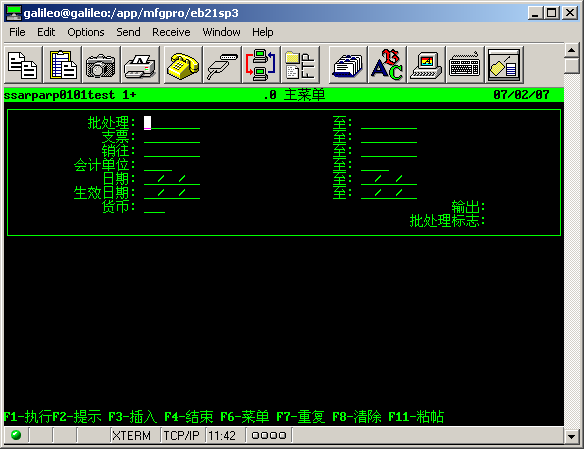 galileo@galileo:/app/mfgpro/eb21sp3
File Edit Options Send Receive Window Help
ssarparp0101test 1+ .0 主菜单 07/02/07
批处理: 至:
支票: 至:
销往: 至:
会计单位: 至:
日期: / / 至: / /
生效日期: / / 至: / /
货币: 输出:
批处理标志:
F1-执行F2-提示 F3-插入 F4-结束 F6-菜单 F7-重复 F8-清除 F11-粘帖
XTERM TCP/IP 11:42